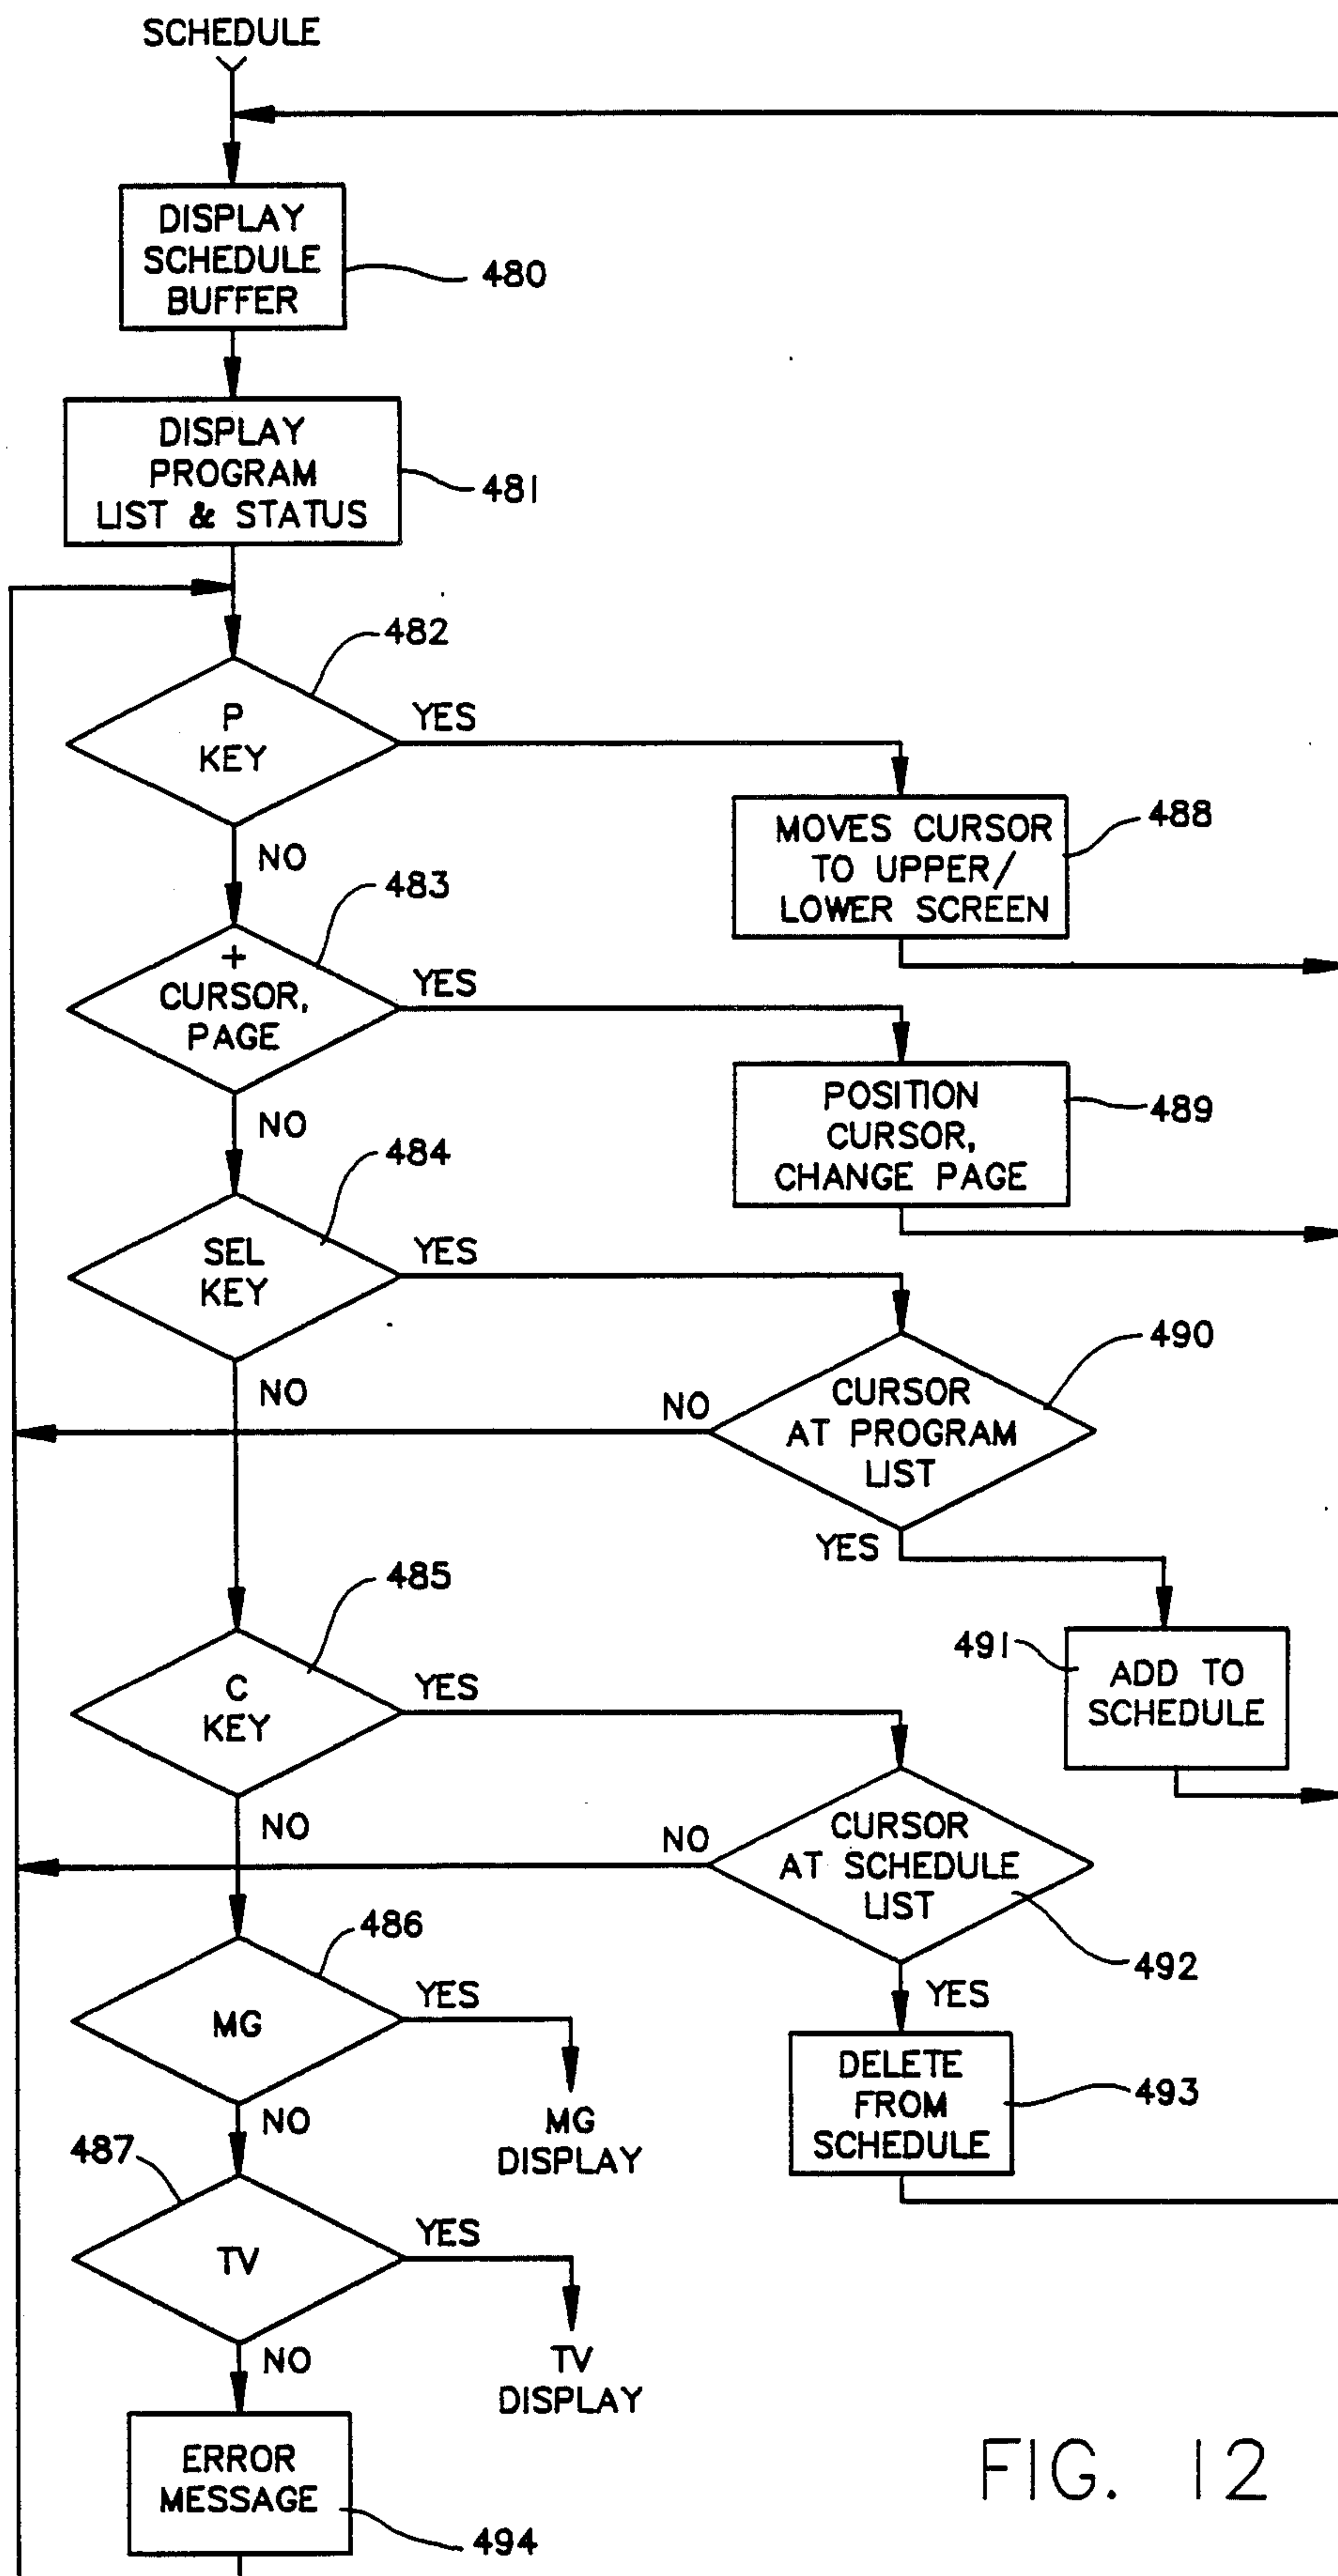 SCHEDULE
DISPLAY
SCHEDULE
BUFFER
480
DISPLAY
PROGRAM
LIST & STATUS
481
482
P
KEY
YES
NO
MOVES CURSOR
TO UPPER/
LOWER SCREEN
488
483
+
CURSOR,
PAGE
YES
NO
POSITION
CURSOR,
CHANGE PAGE
489
484
SEL
KEY
YES
NO
490
CURSOR
AT PROGRAM
LIST
NO
YES
491
ADD TO
SCHEDULE
485
C
KEY
YES
NO
CURSOR
AT SCHEDULE
LIST
NO
492
YES
486
MG
YES
NO
MG
DISPLAY
DELETE
FROM
SCHEDULE
493
487
TV
YES
NO
TV
DISPLAY
ERROR
MESSAGE
494
FIG. 12